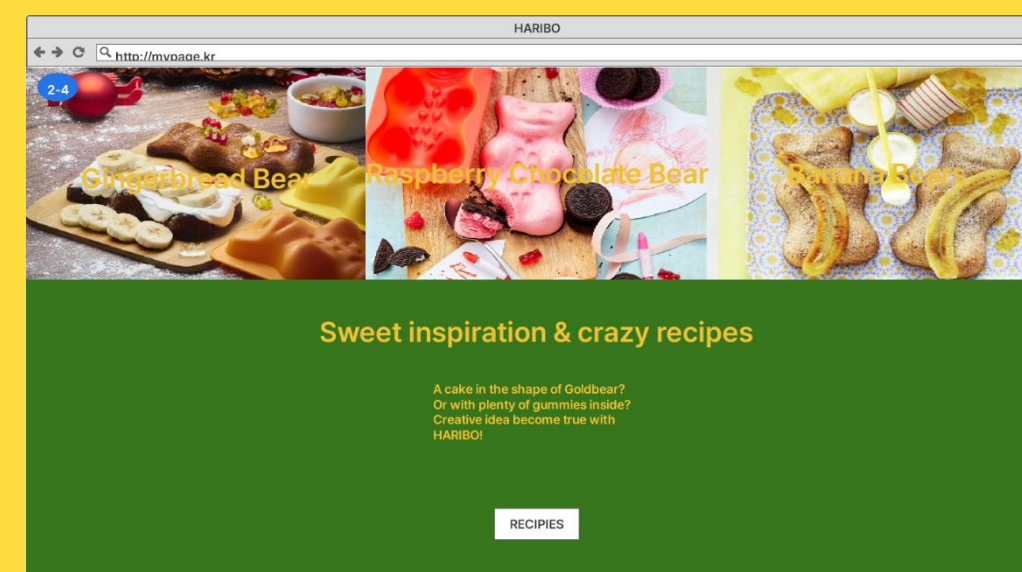 HARIBO
http://mypage.kr
2-4
Gingerbread Bear
Raspberry Chocolate Bear
Banana Bears
Sweet inspiration & crazy recipes
A cake in the shape of Goldbear?
Or with plenty of gummies inside?
Creative idea become true with
HARIBO!
RECIPIES